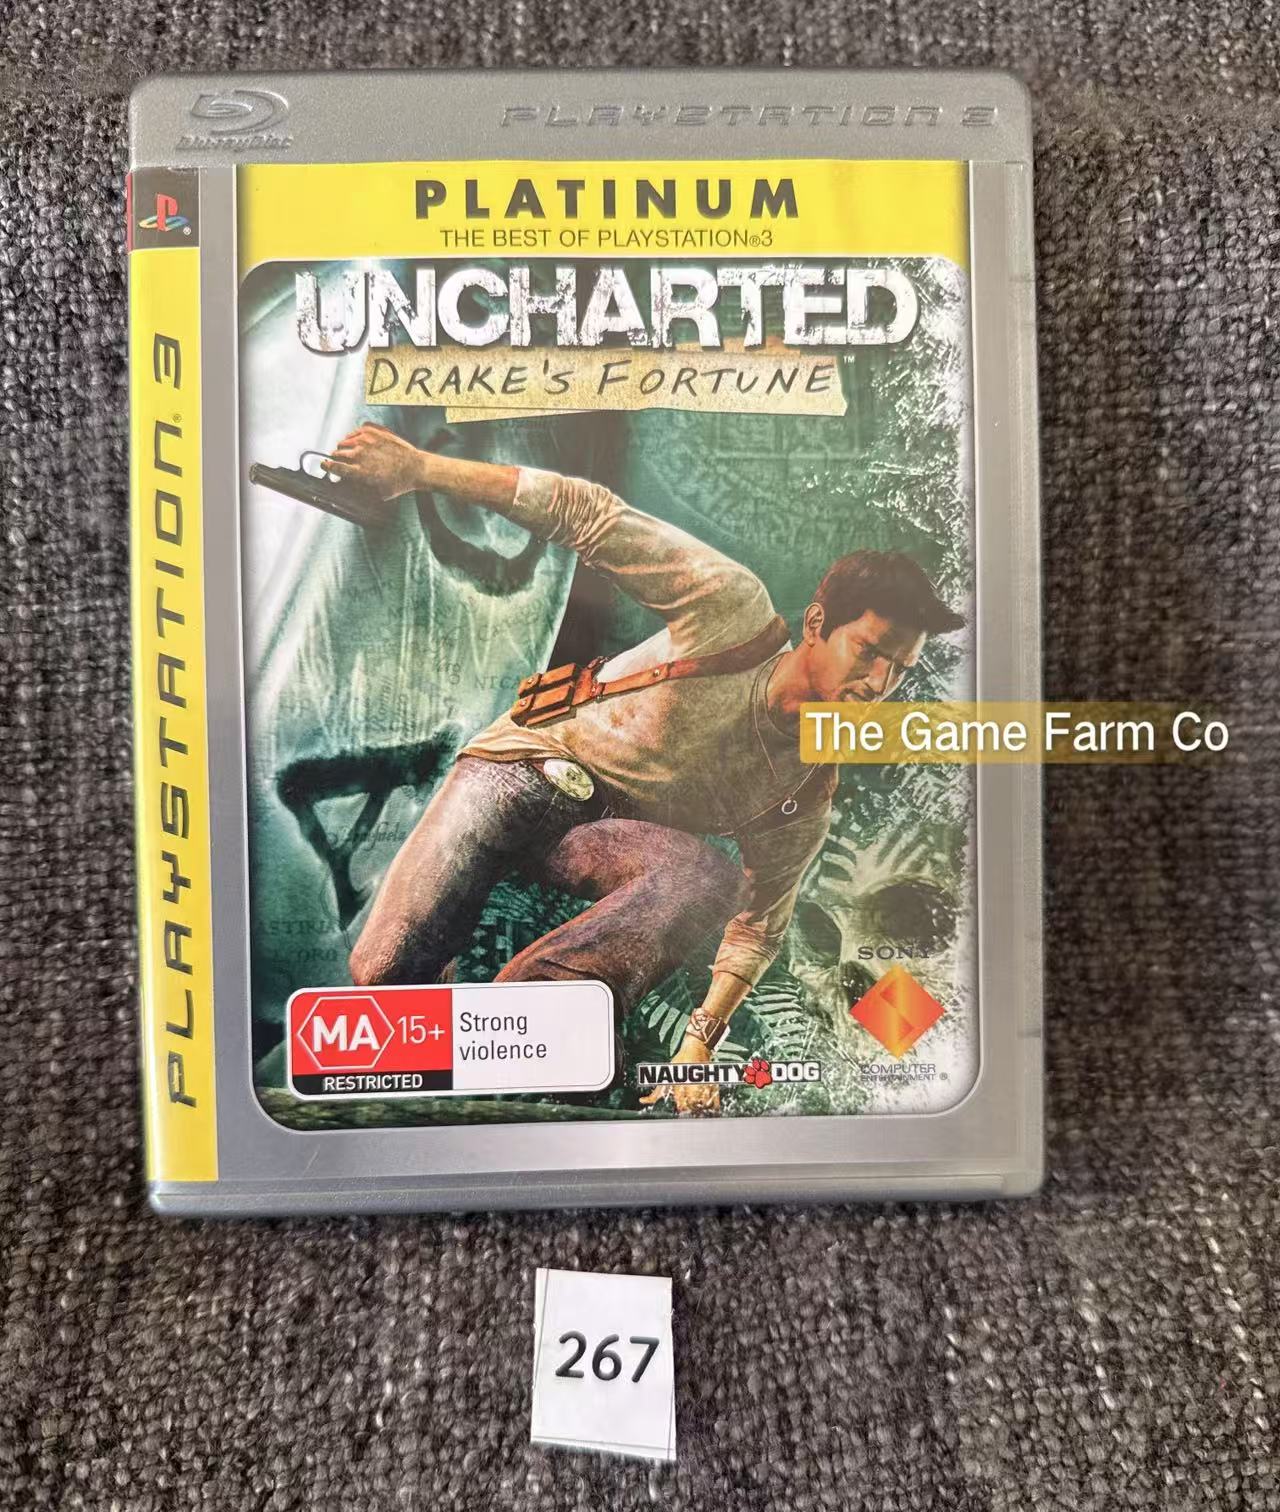 Blu-ray Disc
PLAYSTATION 3
PLATINUM
THE BEST OF PLAYSTATION®3
PLAYSTATION®3
UNCHARTED
DRAKE'S FORTUNE™
The Game Farm Co
MA 15+
RESTRICTED
Strong
violence
NAUGHTY DOG
SONY
COMPUTER
ENTERTAINMENT®
267